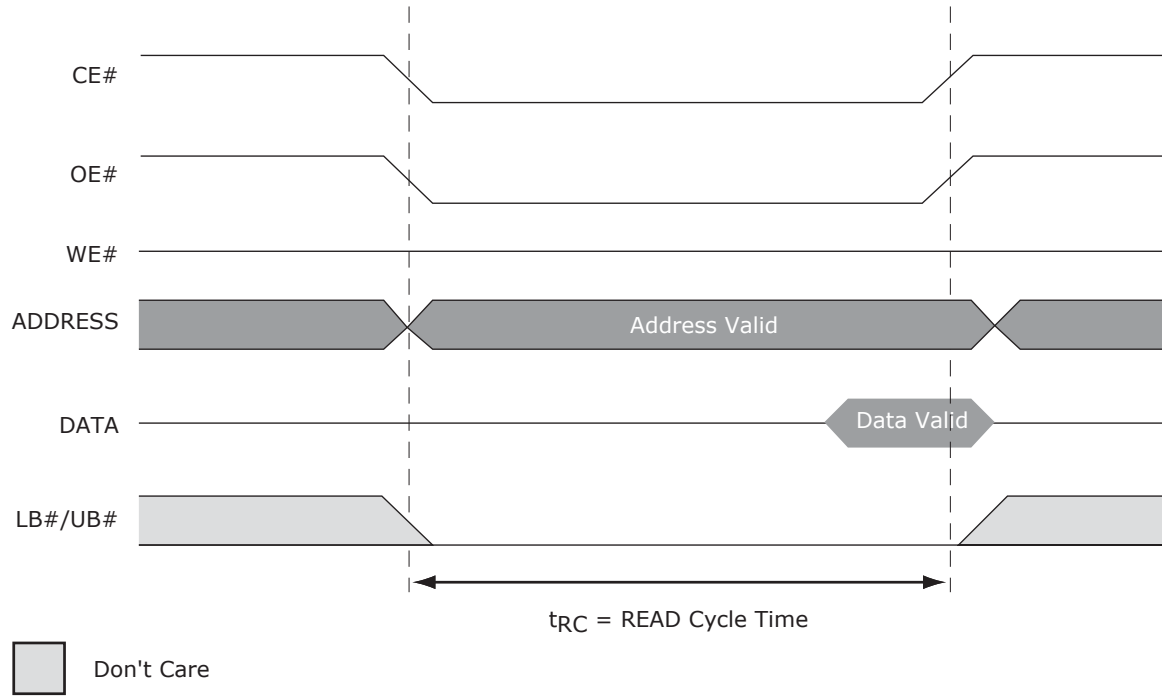 CE#
OE#
WE#
ADDRESS
Address Valid
DATA
Data Valid
LB#/UB#
tRC = READ Cycle Time
Don't Care